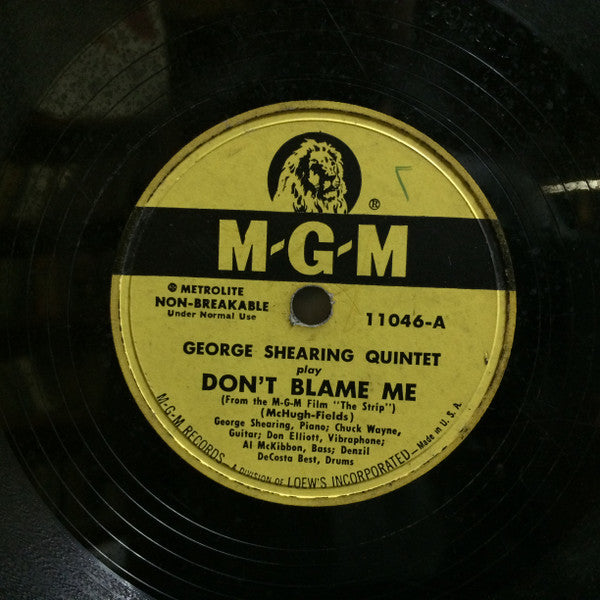 7
®
M-G-M
METROLITE
NON-BREAKABLE
Under Normal Use
11046-A
GEORGE SHEARING QUINTET
play
DON'T BLAME ME
(From the M-G-M Film "The Strip")
(McHugh-Fields)
George Shearing, Piano; Chuck Wayne,
Guitar; Don Elliott, Vibraphone;
Al McKibbon, Bass; Denzil
DeCosta Best, Drums
M-G-M RECORDS — A DIVISION OF LOEW'S INCORPORATED — Made in U.S.A.